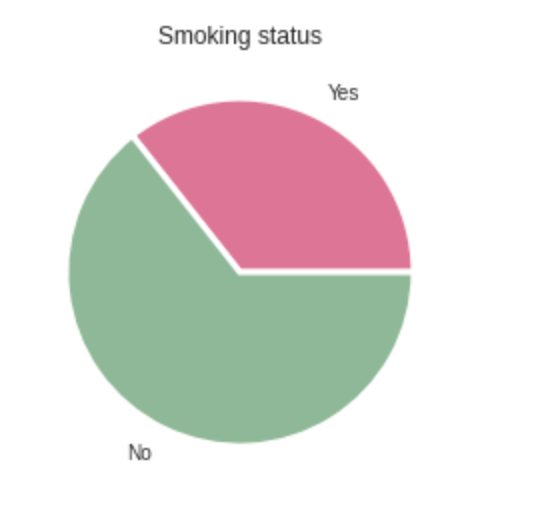 Smoking status
Yes
No